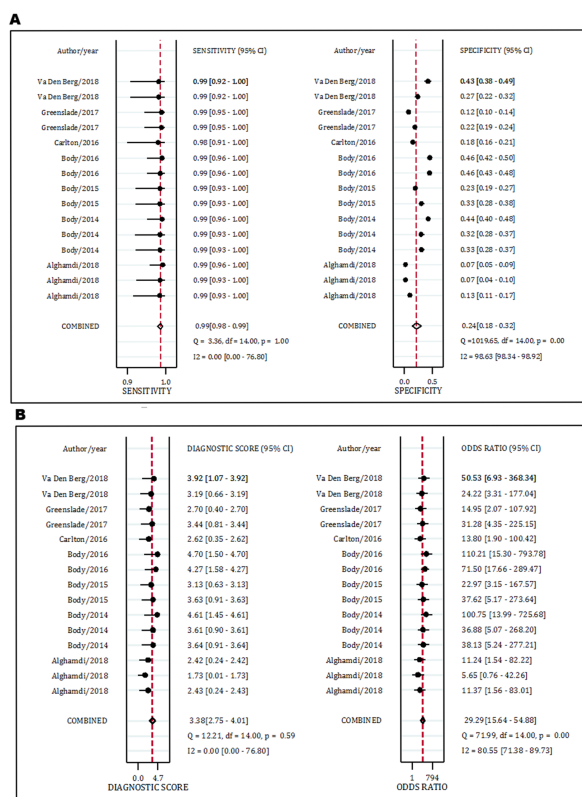 A
Author/year SENSITIVITY (95% CI) Author/year SPECIFICITY (95% CI)
Va Den Berg/2018 0.99 [0.92 - 1.00] Va Den Berg/2018 0.43 [0.38 - 0.49]
Va Den Berg/2018 0.99 [0.92 - 1.00] Va Den Berg/2018 0.27 [0.22 - 0.32]
Greenslade/2017 0.99 [0.95 - 1.00] Greenslade/2017 0.12 [0.10 - 0.14]
Greenslade/2017 0.99 [0.95 - 1.00] Greenslade/2017 0.22 [0.19 - 0.24]
Carlton/2016 0.98 [0.90 - 1.00] Carlton/2016 0.18 [0.16 - 0.21]
Body/2016 0.99 [0.96 - 1.00] Body/2016 0.46 [0.42 - 0.50]
Body/2016 0.99 [0.96 - 1.00] Body/2016 0.46 [0.43 - 0.48]
Body/2015 0.99 [0.93 - 1.00] Body/2015 0.23 [0.19 - 0.27]
Body/2015 0.99 [0.93 - 1.00] Body/2015 0.33 [0.28 - 0.38]
Body/2014 0.99 [0.96 - 1.00] Body/2014 0.44 [0.40 - 0.48]
Body/2014 0.99 [0.93 - 1.00] Body/2014 0.32 [0.28 - 0.37]
Body/2014 0.99 [0.93 - 1.00] Body/2014 0.33 [0.28 - 0.37]
Alghamdi/2018 0.99 [0.96 - 1.00] Alghamdi/2018 0.07 [0.05 - 0.09]
Alghamdi/2018 0.99 [0.93 - 1.00] Alghamdi/2018 0.07 [0.04 - 0.10]
Alghamdi/2018 0.99 [0.93 - 1.00] Alghamdi/2018 0.13 [0.11 - 0.17]
COMBINED 0.99[0.98 - 0.99] COMBINED 0.24[0.18 - 0.32]
Q = 3.36, df = 14.00, p = 1.00 Q =1019.65, df = 14.00, p = 0.00
I2 = 0.00 [0.00 - 76.80] I2 = 98.63 [98.34 - 98.92]
0.9 1.0 0.0 0.5
SENSITIVITY SPECIFICITY
B
Author/year DIAGNOSTIC SCORE (95% CI) Author/year ODDS RATIO (95% CI)
Va Den Berg/2018 3.92 [1.07 - 3.92] Va Den Berg/2018 50.53 [6.93 - 368.34]
Va Den Berg/2018 3.19 [0.66 - 3.19] Va Den Berg/2018 24.22 [3.31 - 177.04]
Greenslade/2017 2.70 [0.40 - 2.70] Greenslade/2017 14.95 [2.07 - 107.92]
Greenslade/2017 3.44 [0.81 - 3.44] Greenslade/2017 31.28 [4.35 - 225.15]
Carlton/2016 2.62 [0.35 - 2.62] Carlton/2016 13.80 [1.90 - 100.42]
Body/2016 4.70 [1.50 - 4.70] Body/2016 110.21 [15.30 - 793.78]
Body/2016 4.27 [1.58 - 4.27] Body/2016 71.50 [17.66 - 289.47]
Body/2015 3.13 [0.63 - 3.13] Body/2015 22.97 [3.15 - 167.57]
Body/2015 3.63 [0.91 - 3.63] Body/2015 37.62 [5.17 - 273.64]
Body/2014 4.61 [1.45 - 4.61] Body/2014 100.75 [13.99 - 725.68]
Body/2014 3.61 [0.90 - 3.61] Body/2014 36.88 [5.07 - 268.20]
Body/2014 3.64 [0.91 - 3.64] Body/2014 38.13 [5.24 - 277.21]
Alghamdi/2018 2.42 [0.24 - 2.42] Alghamdi/2018 11.24 [1.54 - 82.22]
Alghamdi/2018 1.73 [0.01 - 1.73] Alghamdi/2018 5.65 [0.76 - 42.26]
Alghamdi/2018 2.43 [0.24 - 2.43] Alghamdi/2018 11.37 [1.56 - 83.01]
COMBINED 3.38[2.75 - 4.01] COMBINED 29.29[15.64 - 54.88]
Q = 12.21, df = 14.00, p = 0.59 Q = 71.99, df = 14.00, p = 0.00
I2 = 0.00 [0.00 - 76.80] I2 = 80.55 [71.38 - 89.73]
0.0 4.7 1 794
DIAGNOSTIC SCORE ODDS RATIO